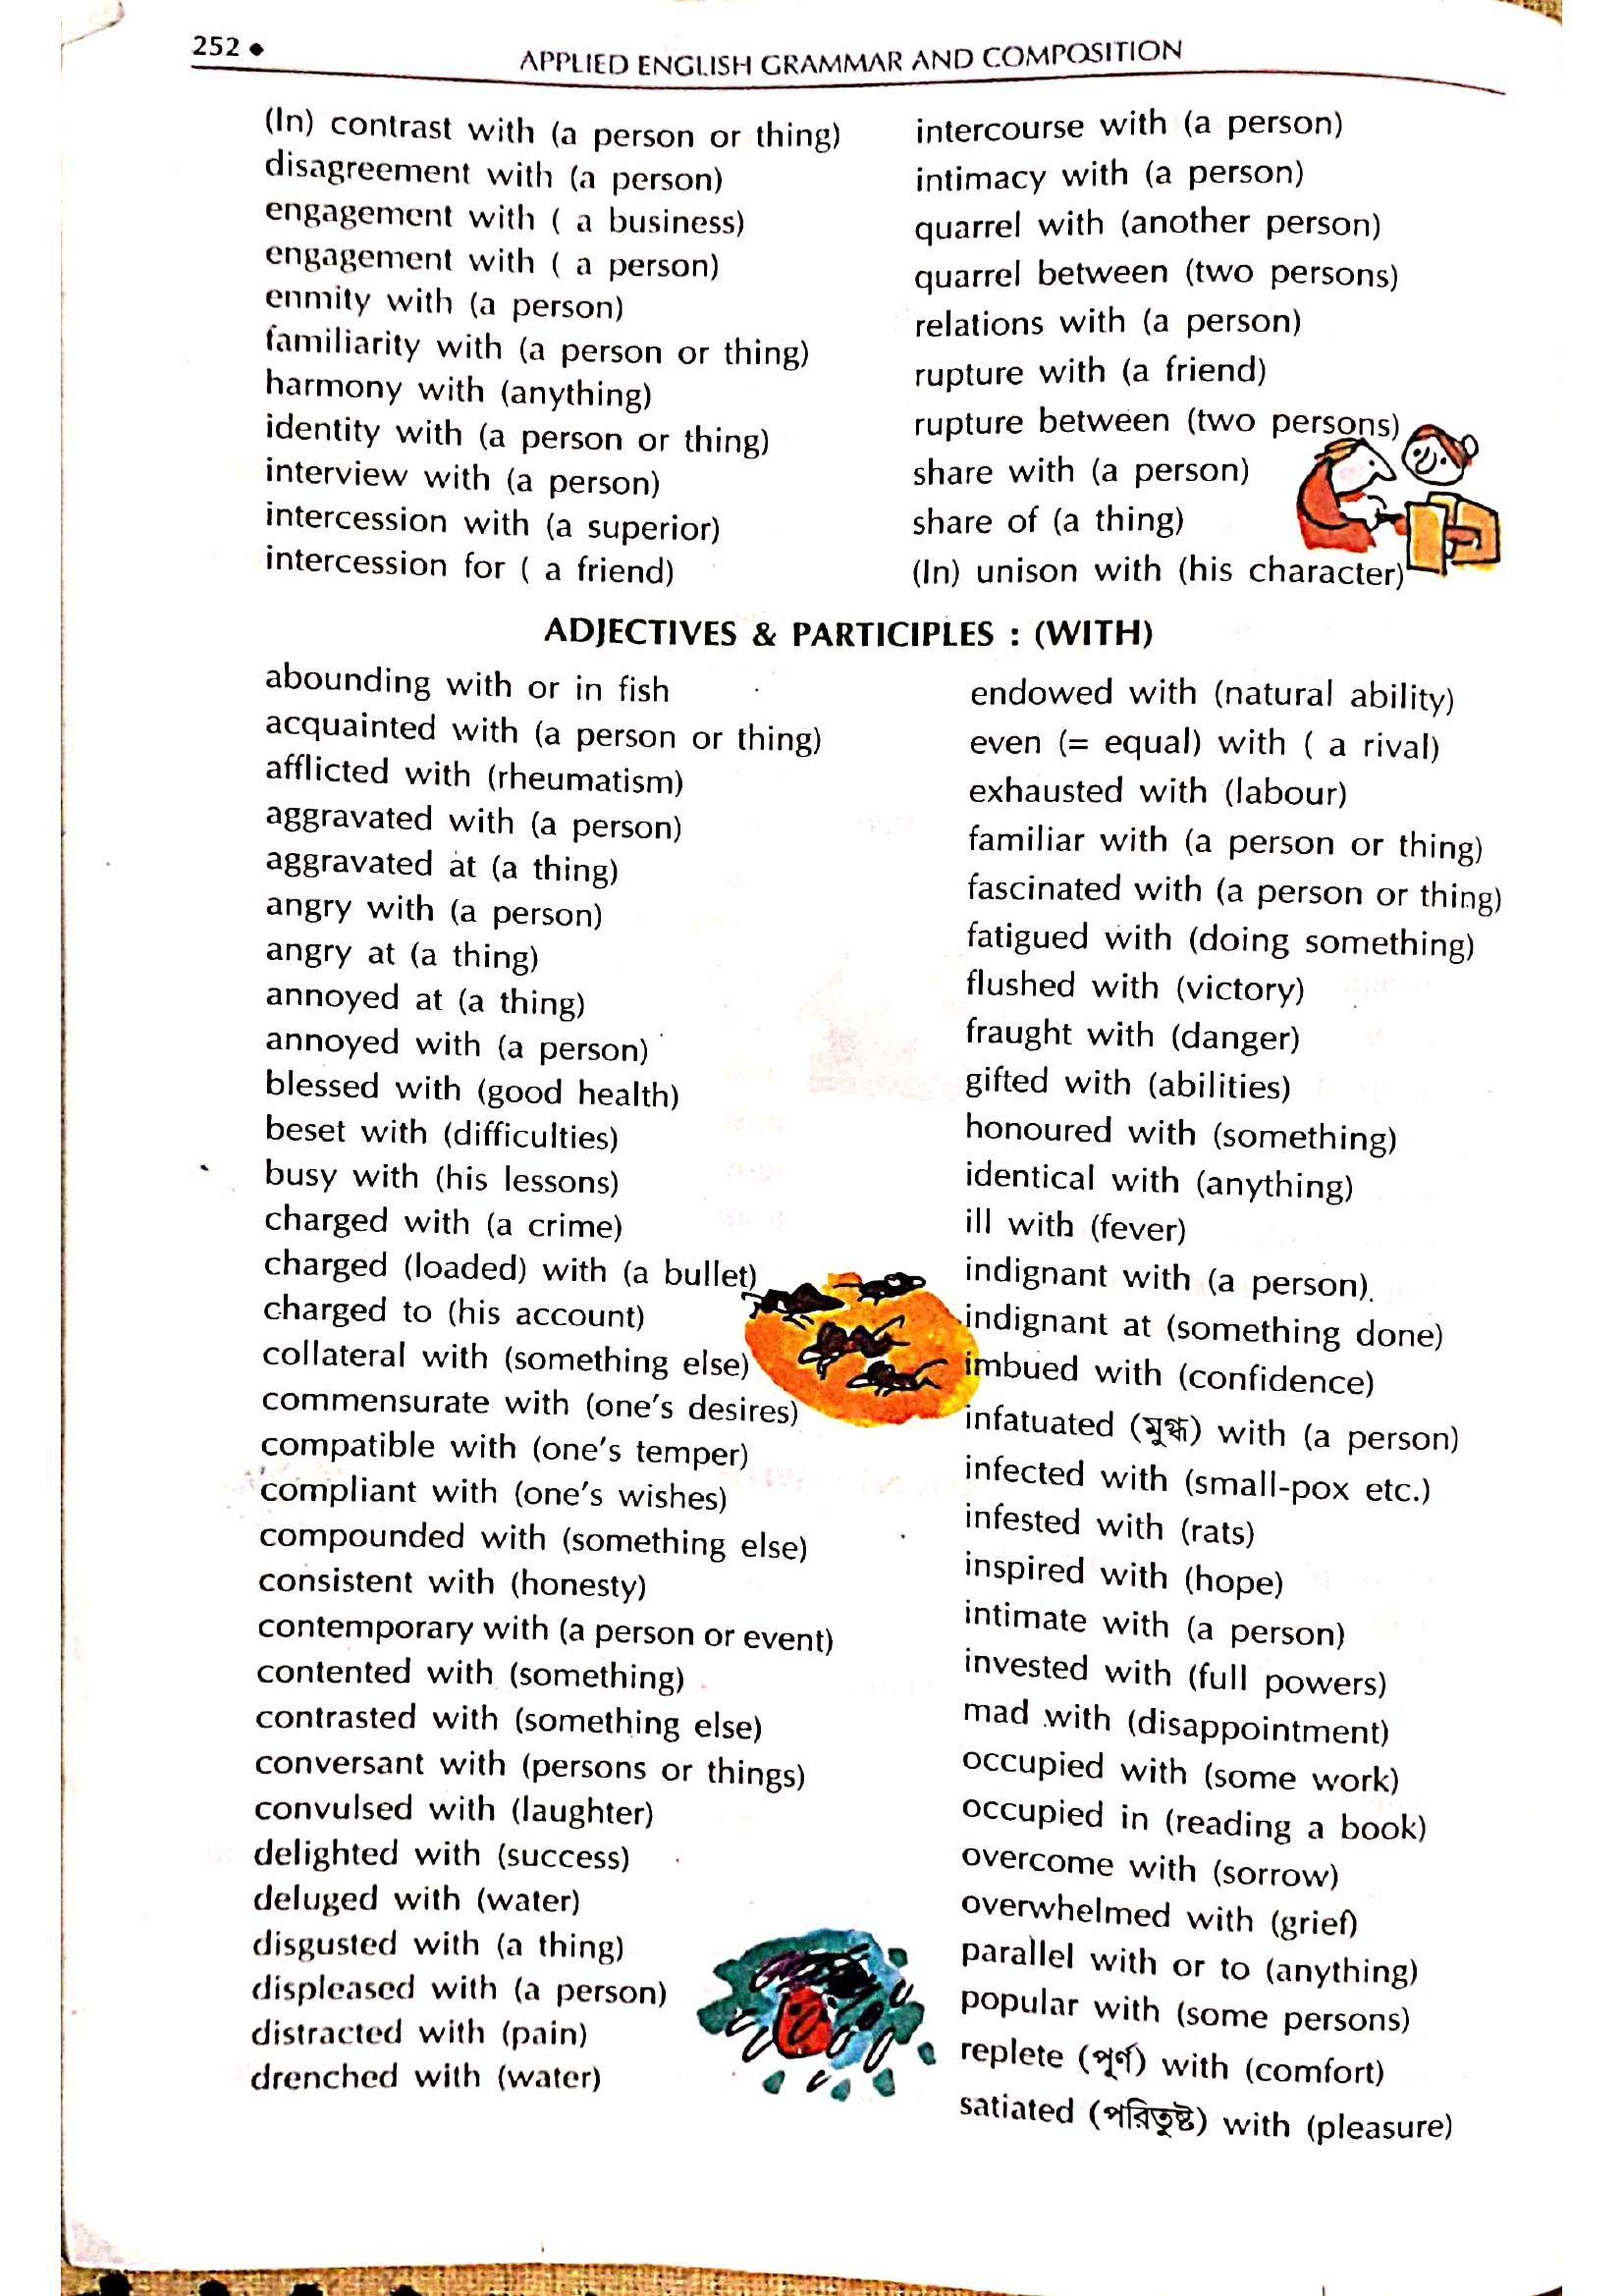 252 ◆
APPLIED ENGLISH GRAMMAR AND COMPOSITION
(In) contrast with (a person or thing)
disagreement with (a person)
engagement with ( a business)
engagement with ( a person)
enmity with (a person)
familiarity with (a person or thing)
harmony with (anything)
identity with (a person or thing)
interview with (a person)
intercession with (a superior)
intercession for ( a friend)
intercourse with (a person)
intimacy with (a person)
quarrel with (another person)
quarrel between (two persons)
relations with (a person)
rupture with (a friend)
rupture between (two persons)
share with (a person)
share of (a thing)
(In) unison with (his character)
ADJECTIVES & PARTICIPLES : (WITH)
abounding with or in fish
acquainted with (a person or thing)
afflicted with (rheumatism)
aggravated with (a person)
aggravated at (a thing)
angry with (a person)
angry at (a thing)
annoyed at (a thing)
annoyed with (a person)
blessed with (good health)
beset with (difficulties)
busy with (his lessons)
charged with (a crime)
charged (loaded) with (a bullet)
charged to (his account)
collateral with (something else)
commensurate with (one's desires)
compatible with (one's temper)
compliant with (one's wishes)
compounded with (something else)
consistent with (honesty)
contemporary with (a person or event)
contented with (something)
contrasted with (something else)
conversant with (persons or things)
convulsed with (laughter)
delighted with (success)
deluged with (water)
disgusted with (a thing)
displeased with (a person)
distracted with (pain)
drenched with (water)
endowed with (natural ability)
even (= equal) with ( a rival)
exhausted with (labour)
familiar with (a person or thing)
fascinated with (a person or thing)
fatigued with (doing something)
flushed with (victory)
fraught with (danger)
gifted with (abilities)
honoured with (something)
identical with (anything)
ill with (fever)
indignant with (a person).
indignant at (something done)
imbued with (confidence)
infatuated (মুগ্ধ) with (a person)
infected with (small-pox etc.)
infested with (rats)
inspired with (hope)
intimate with (a person)
invested with (full powers)
mad with (disappointment)
occupied with (some work)
occupied in (reading a book)
overcome with (sorrow)
overwhelmed with (grief)
parallel with or to (anything)
popular with (some persons)
replete (পূর্ণ) with (comfort)
satiated (পরিতুষ্ট) with (pleasure)